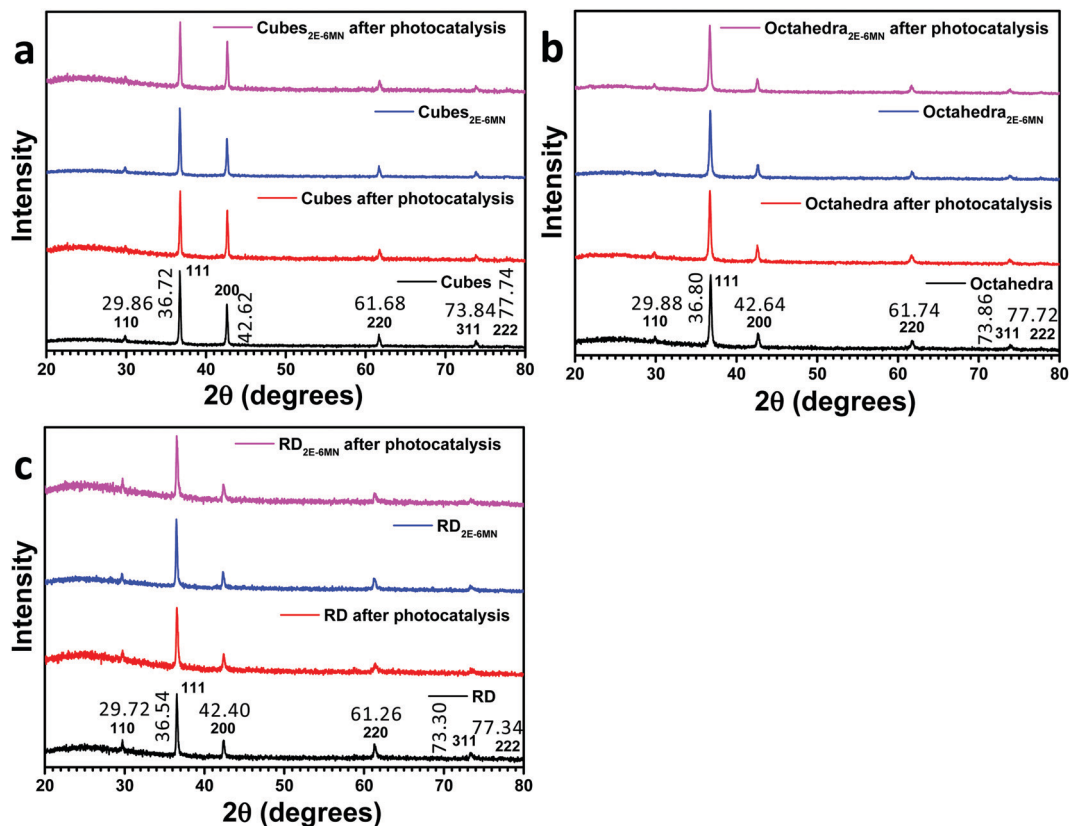 a
Cubes2E-6MN after photocatalysis
Cubes2E-6MN
Cubes after photocatalysis
Cubes
29.86
110
36.72
111
200
42.62
61.68
220
73.84
311
77.74
222
20 30 40 50 60 70 80
2θ (degrees)
Intensity
b
Octahedra2E-6MN after photocatalysis
Octahedra2E-6MN
Octahedra after photocatalysis
Octahedra
29.88
110
36.80
111
42.64
200
61.74
220
73.86
311
77.72
222
20 30 40 50 60 70 80
2θ (degrees)
Intensity
c
RD2E-6MN after photocatalysis
RD2E-6MN
RD after photocatalysis
RD
29.72
110
36.54
111
42.40
200
61.26
220
73.30
311
77.34
222
20 30 40 50 60 70 80
2θ (degrees)
Intensity